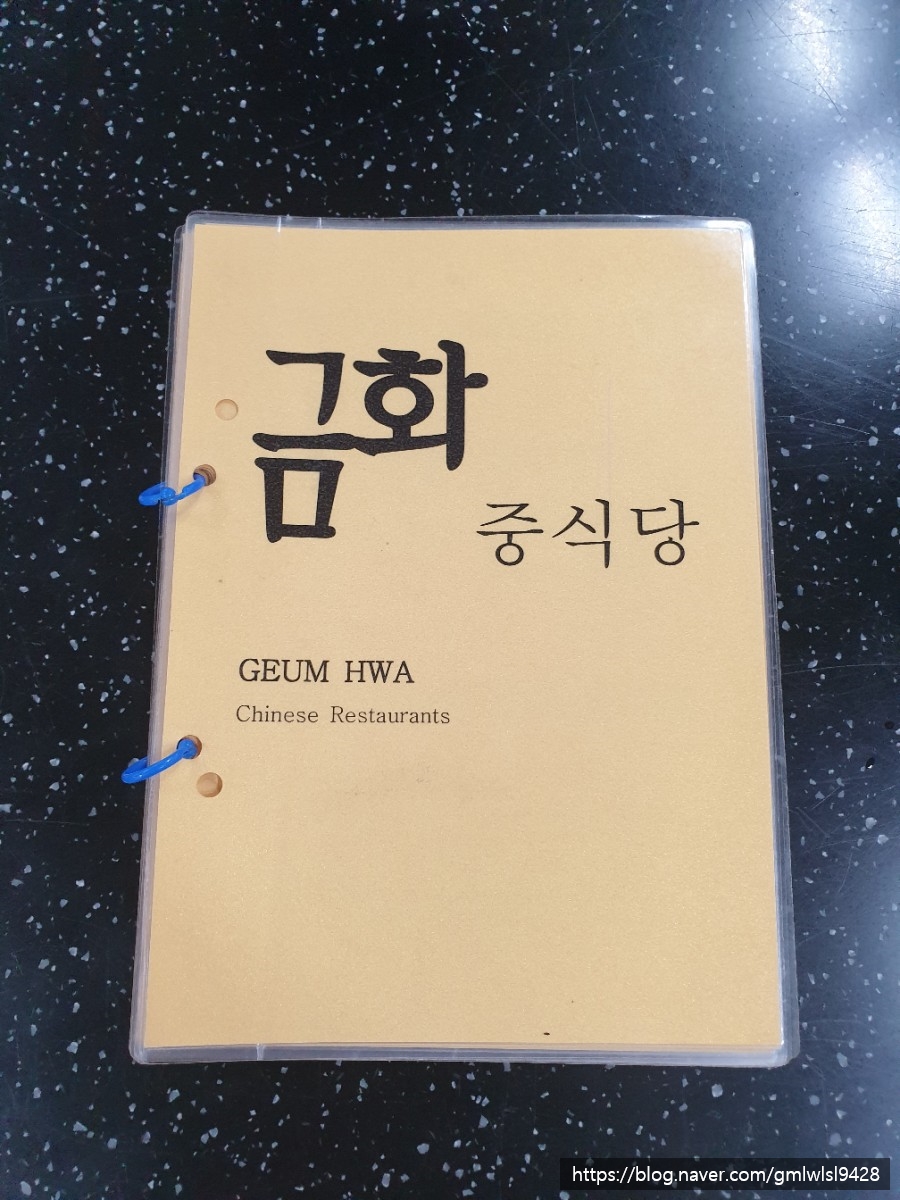 금화
중식당
GEUM HWA
Chinese Restaurants
https://blog.naver.com/gmlwlsl9428